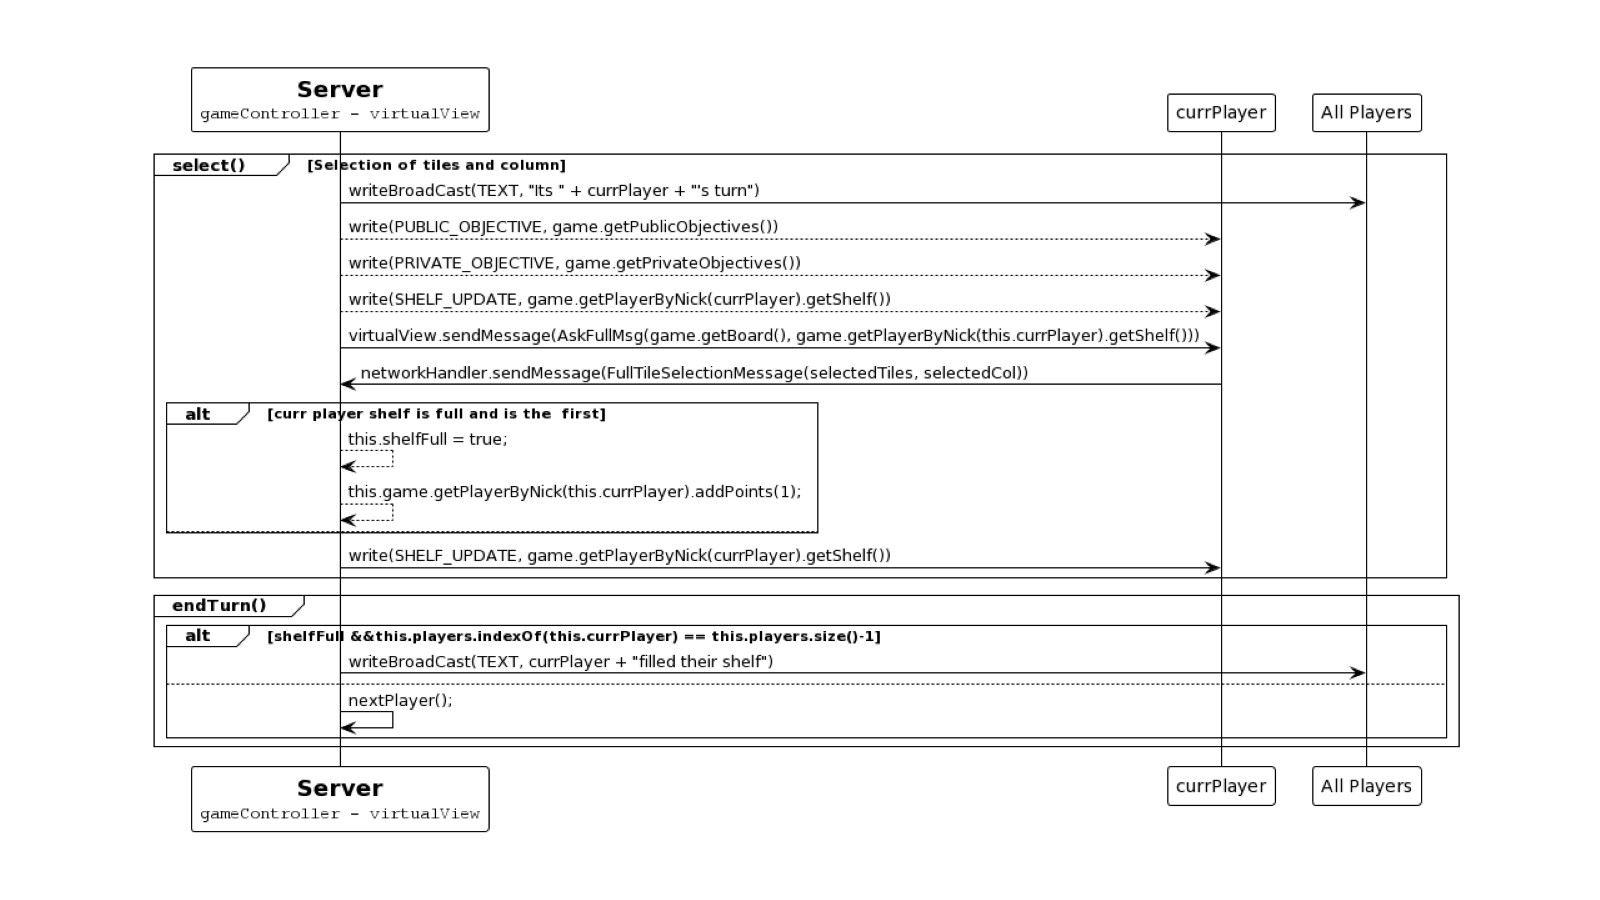 Server
gameController - virtualView
currPlayer
All Players
select()
[Selection of tiles and column]
writeBroadCast(TEXT, "Its " + currPlayer + "'s turn")
write(PUBLIC_OBJECTIVE, game.getPublicObjectives())
write(PRIVATE_OBJECTIVE, game.getPrivateObjectives())
write(SHELF_UPDATE, game.getPlayerByNick(currPlayer).getShelf())
virtualView.sendMessage(AskFullMsg(game.getBoard(), game.getPlayerByNick(this.currPlayer).getShelf()))
networkHandler.sendMessage(FullTileSelectionMessage(selectedTiles, selectedCol))
alt
[curr player shelf is full and is the  first]
this.shelfFull = true;
this.game.getPlayerByNick(this.currPlayer).addPoints(1);
write(SHELF_UPDATE, game.getPlayerByNick(currPlayer).getShelf())
endTurn()
alt
[shelfFull &&this.players.indexOf(this.currPlayer) == this.players.size()-1]
writeBroadCast(TEXT, currPlayer + "filled their shelf")
nextPlayer();
Server
gameController - virtualView
currPlayer
All Players